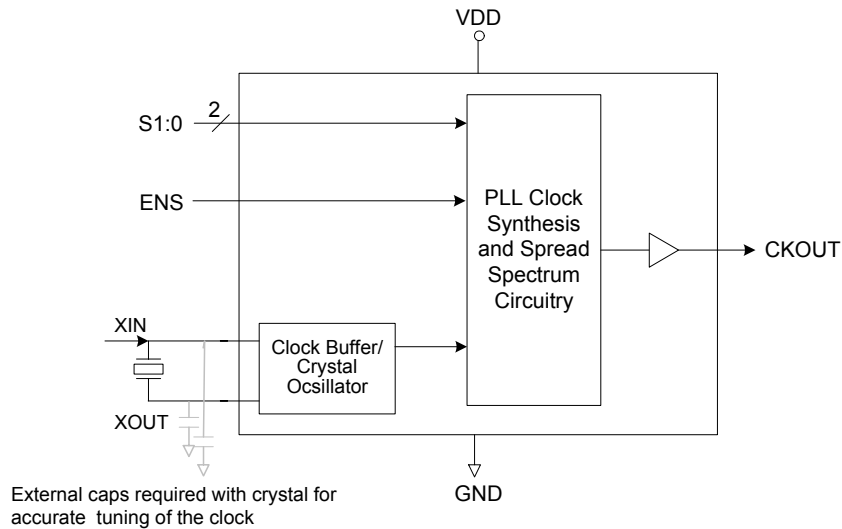 VDD
S1:0
2
ENS
PLL Clock
Synthesis
and Spread
Spectrum
Circuitry
CKOUT
XIN
Clock Buffer/
Crystal
Ocsillator
XOUT
GND
External caps required with crystal for
accurate tuning of the clock